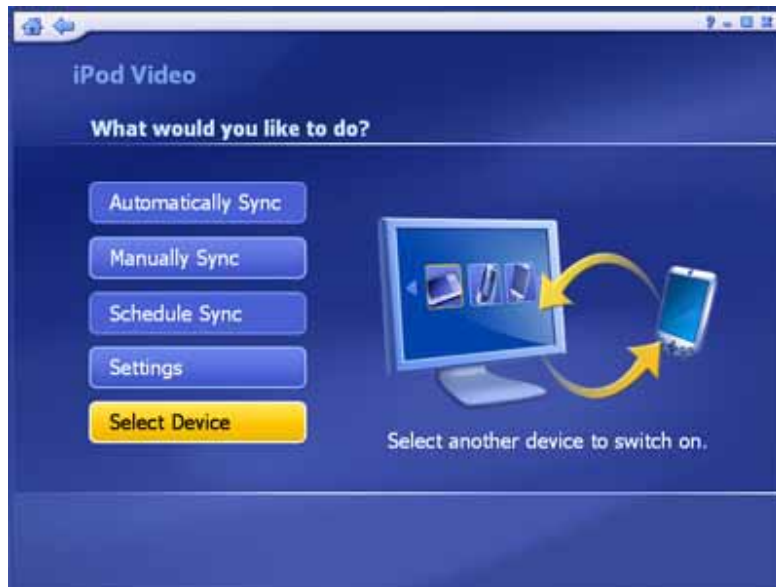 iPod Video
What would you like to do?
Automatically Sync
Manually Sync
Schedule Sync
Settings
Select Device
Select another device to switch on.